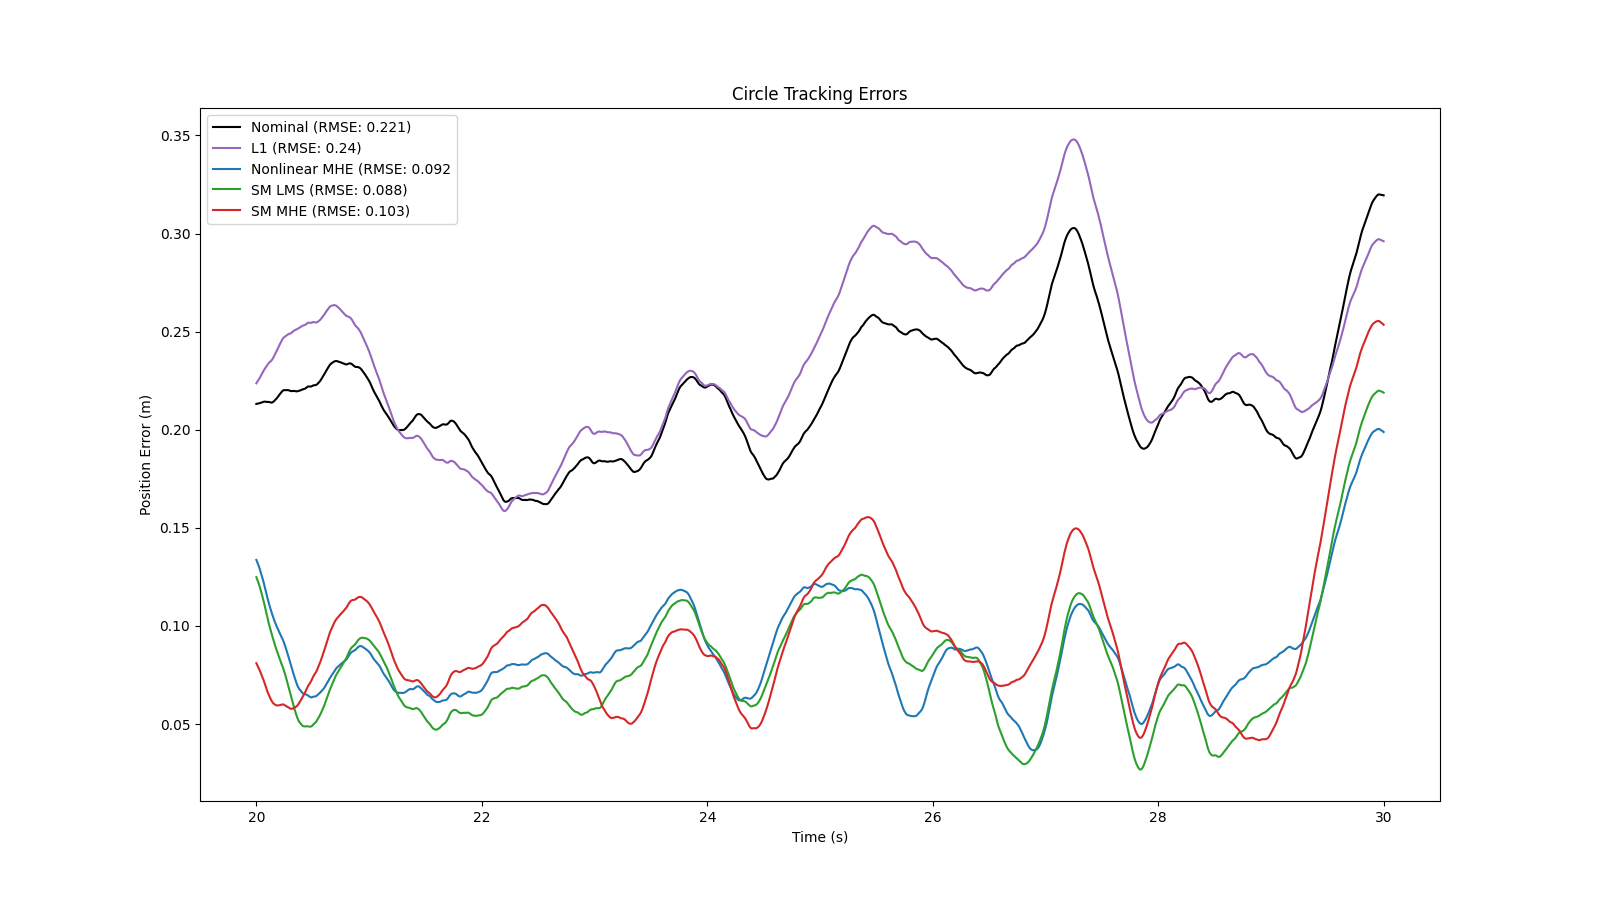 Circle Tracking Errors
Nominal (RMSE: 0.221)
L1 (RMSE: 0.24)
Nonlinear MHE (RMSE: 0.092
SM LMS (RMSE: 0.088)
SM MHE (RMSE: 0.103)
0.35
0.30
0.25
0.20
0.15
0.10
0.05
Position Error (m)
20 22 24 26 28 30
Time (s)